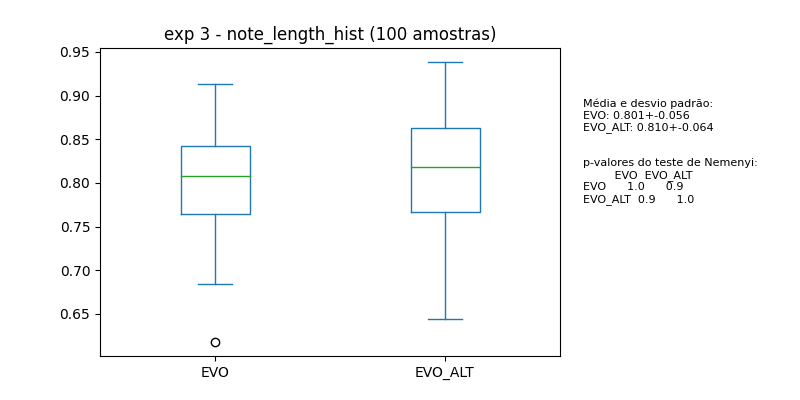 exp 3 - note_length_hist (100 amostras)
0.95
0.90
0.85
0.80
0.75
0.70
0.65
EVO
EVO_ALT
Média e desvio padrão:
EVO: 0.801+-0.056
EVO_ALT: 0.810+-0.064
p-valores do teste de Nemenyi:
EVO EVO_ALT
EVO 1.0 0.9
EVO_ALT 0.9 1.0